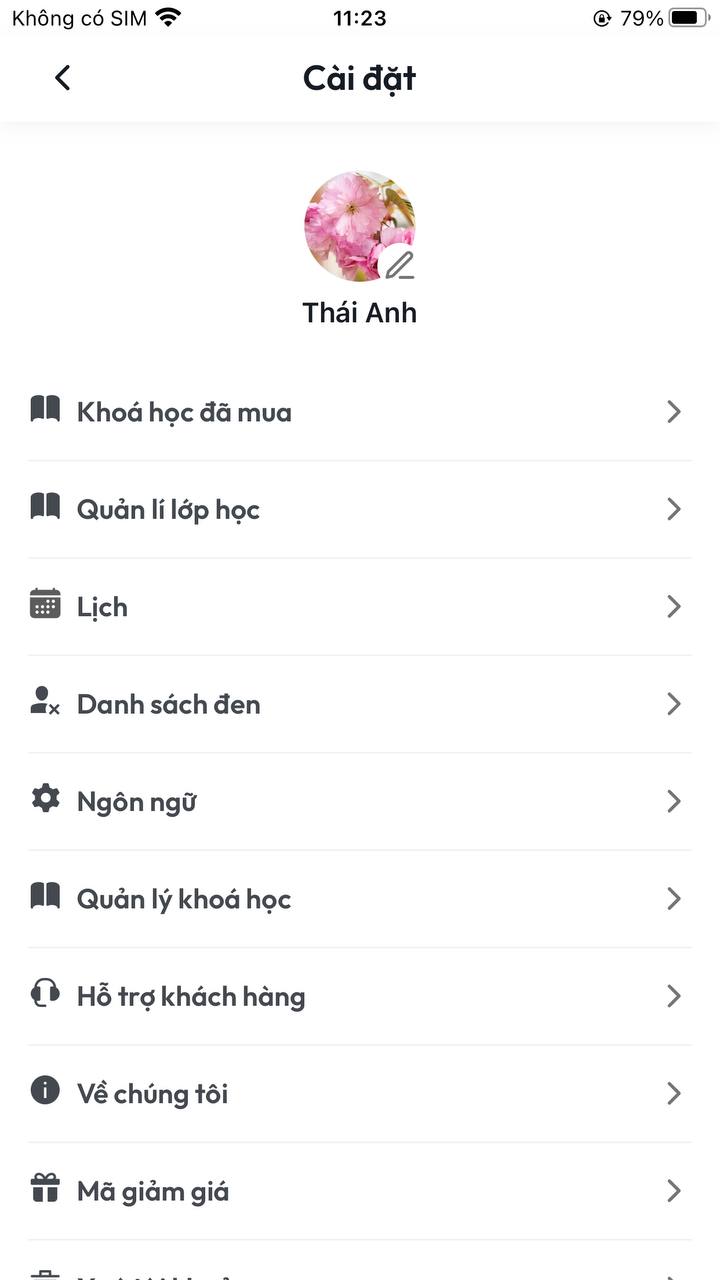 Không có SIM
11:23
79%
Cài đặt
Thái Anh
Khoá học đã mua
Quản lí lớp học
Lịch
Danh sách đen
Ngôn ngữ
Quản lý khoá học
Hỗ trợ khách hàng
Về chúng tôi
Mã giảm giá